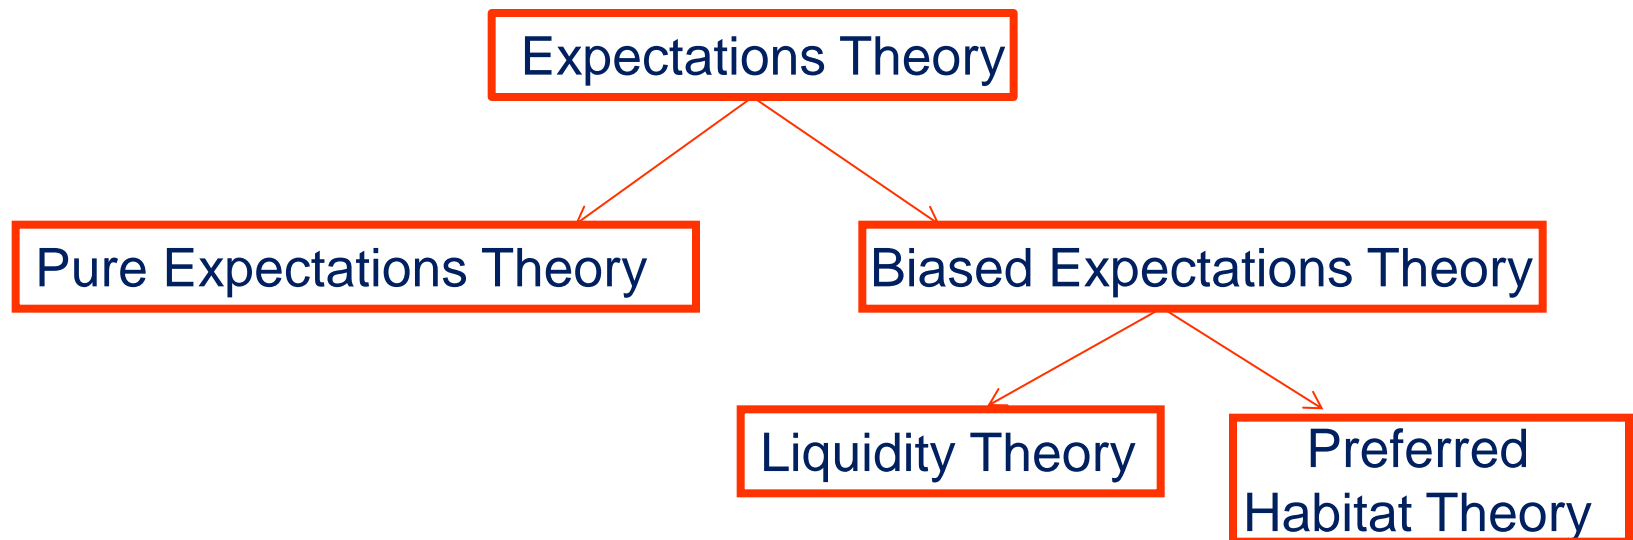 Expectations Theory
Pure Expectations Theory
Biased Expectations Theory
Liquidity Theory
Preferred
Habitat Theory